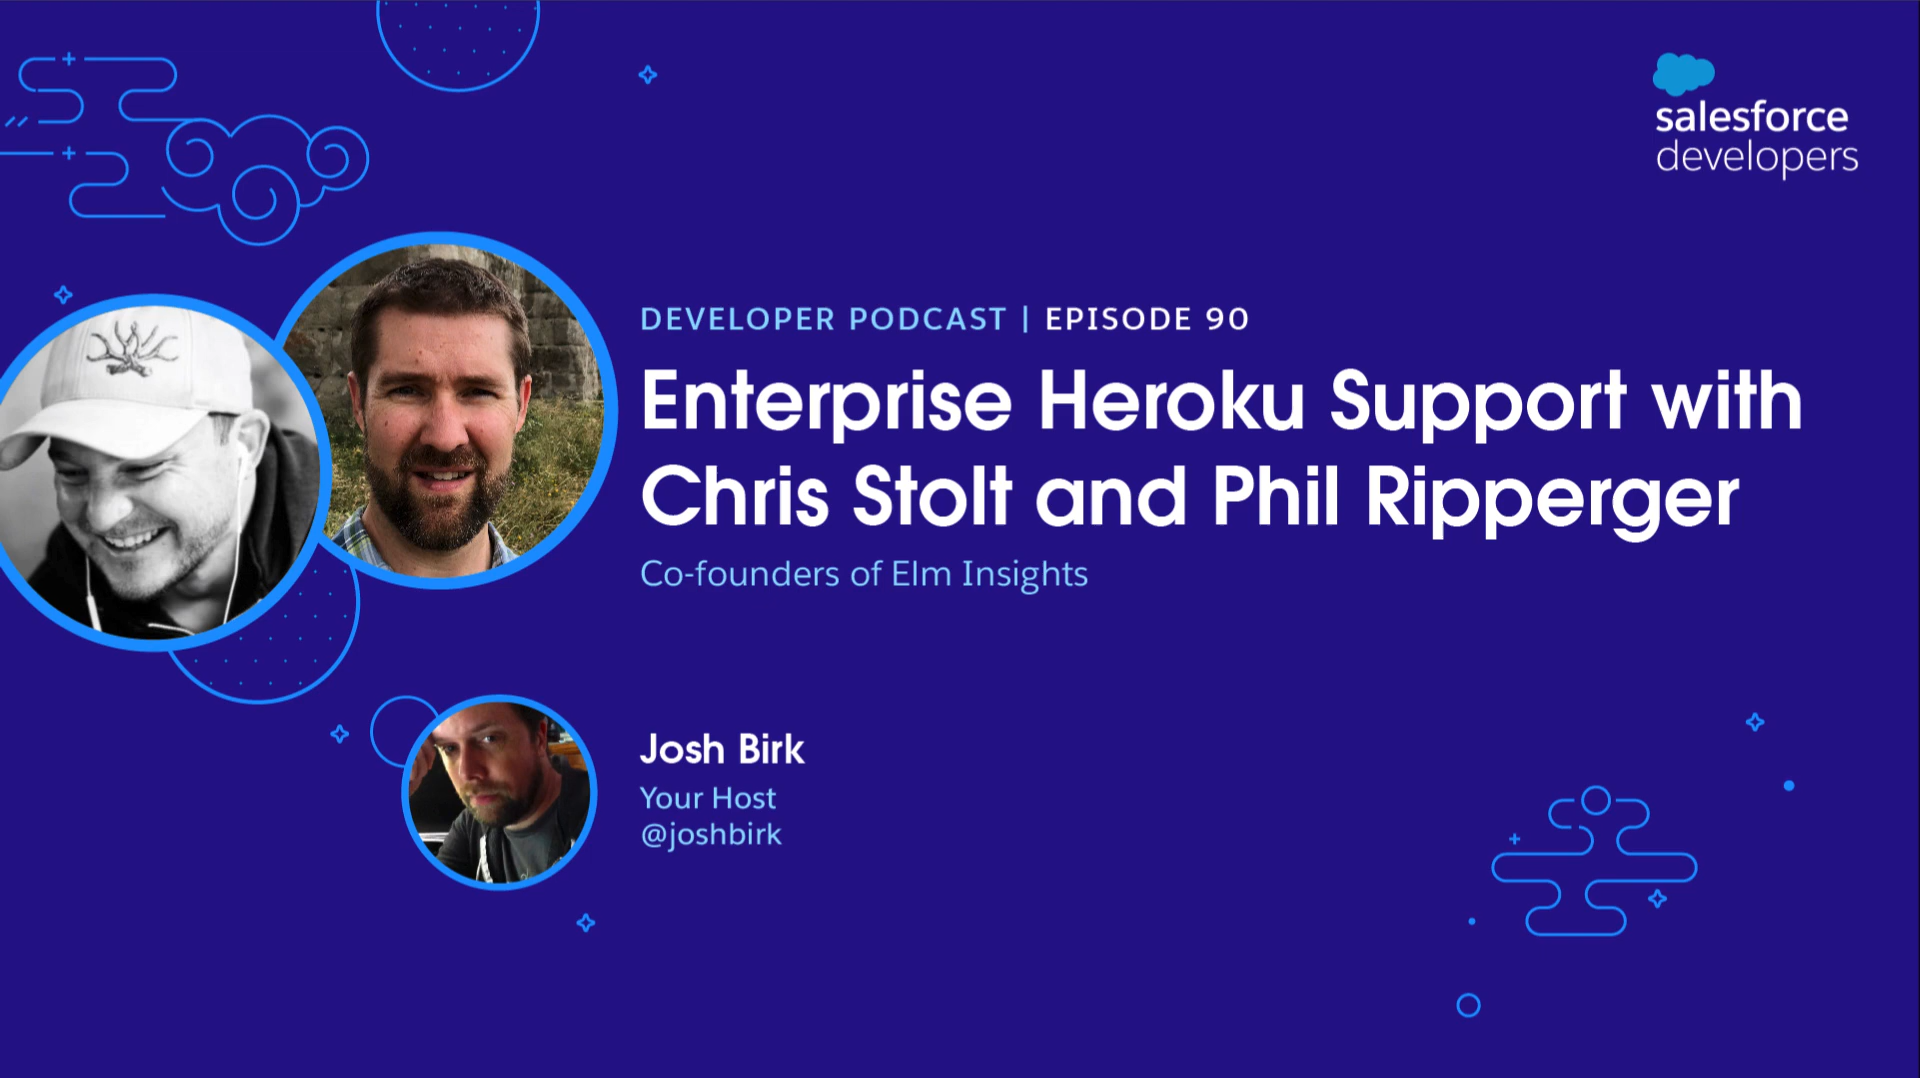 salesforce
developers
DEVELOPER PODCAST | EPISODE 90
Enterprise Heroku Support with
Chris Stolt and Phil Ripperger
Co-founders of Elm Insights
Josh Birk
Your Host
@joshbirk